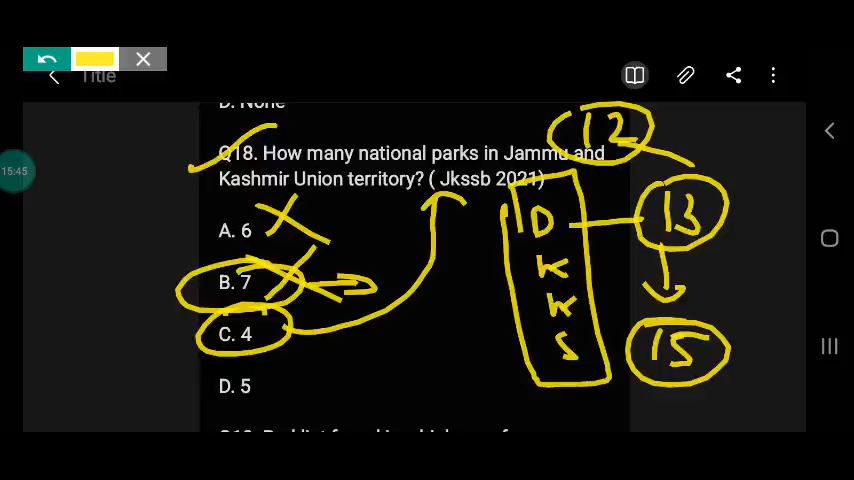 Title
D. None
12
Q18. How many national parks in Jammu and
Kashmir Union territory? ( Jkssb 2021)
15:45
A. 6
D
13
K
B. 7
K
C. 4
S
15
D. 5